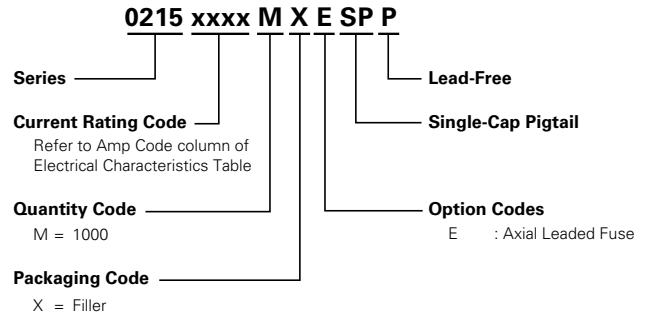 0215 xxxx M X E SP P
Series
Lead-Free
Current Rating Code
Refer to Amp Code column of
Electrical Characteristics Table
Single-Cap Pigtail
Quantity Code
M = 1000
Option Codes
E : Axial Leaded Fuse
Packaging Code
X = Filler